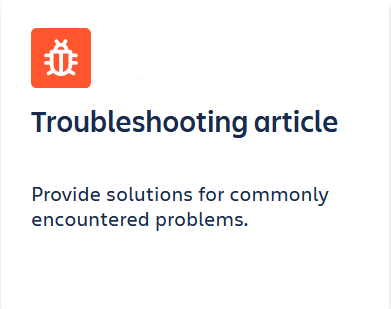 Troubleshooting article
Provide solutions for commonly
encountered problems.